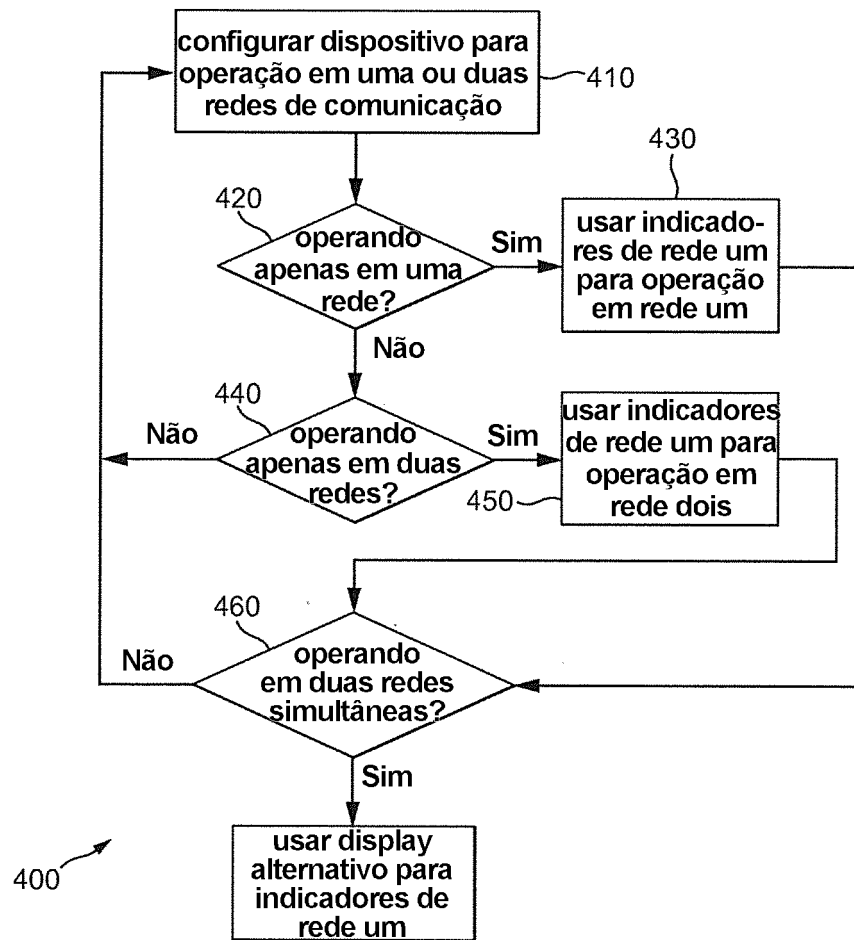 configurar dispositivo para
operação em uma ou duas
redes de comunicação
410
430
420
operando
apenas em uma
rede?
Sim
usar indicado-
res de rede um
para operação
em rede um
Não
440
operando
apenas em duas
redes?
Não
Sim
usar indicadores
de rede um para
operação em
rede dois
450
460
operando
em duas redes
simultâneas?
Não
Sim
usar display
alternativo para
indicadores de
rede um
400